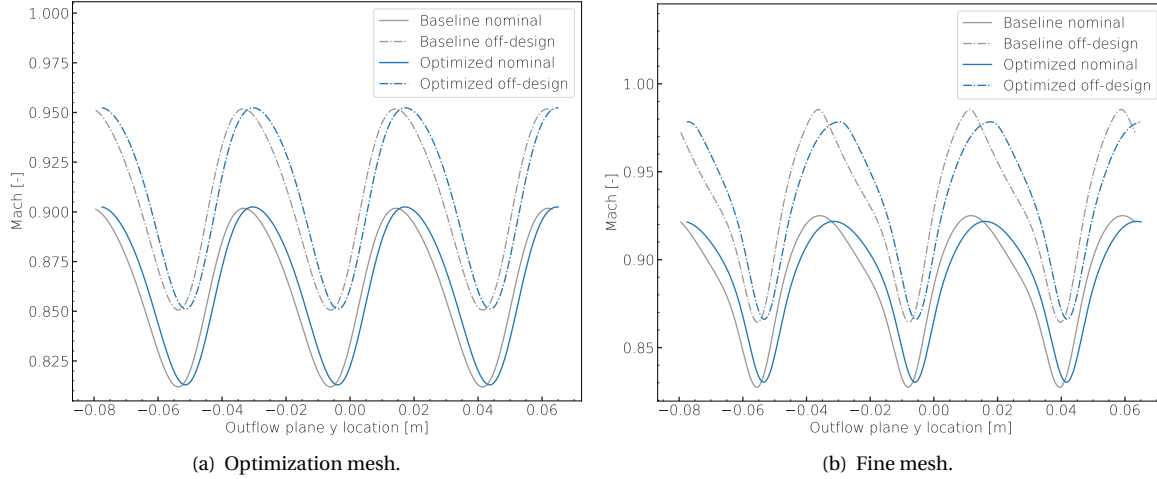 1.000
0.975
0.950
0.925
0.900
0.875
0.850
0.825
Mach [-]
Baseline nominal
Baseline off-design
Optimized nominal
Optimized off-design
−0.08 −0.06 −0.04 −0.02 0.00 0.02 0.04 0.06
Outflow plane y location [m]
(a) Optimization mesh.
1.00
0.95
0.90
0.85
Mach [-]
Baseline nominal
Baseline off-design
Optimized nominal
Optimized off-design
−0.08 −0.06 −0.04 −0.02 0.00 0.02 0.04 0.06
Outflow plane y location [m]
(b) Fine mesh.